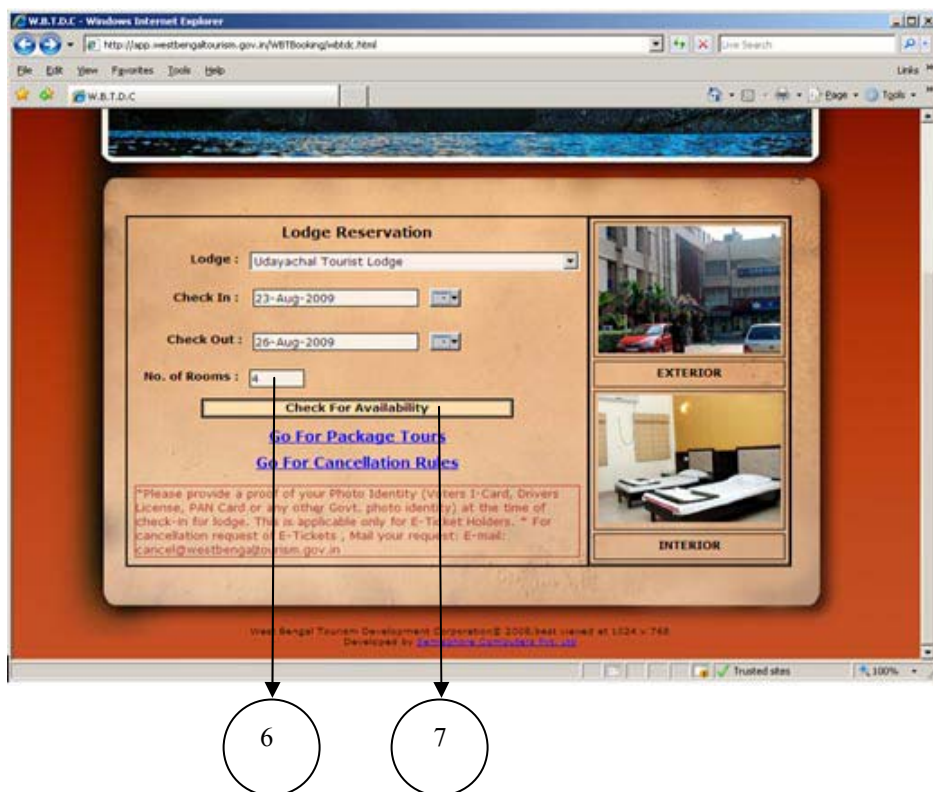 W.B.T.D.C - Windows Internet Explorer
http://app.westbengaltourism.gov.in/WBTBooking/wbtdc.html
Live Search
File Edit View Favorites Tools Help
Links
W.B.T.D.C
Page Tools
Lodge Reservation
Lodge : Udayachal Tourist Lodge
Check In : 23-Aug-2009
Check Out : 26-Aug-2009
No. of Rooms : 4
Check For Availability
Go For Package Tours
Go For Cancellation Rules
*Please provide a proof of your Photo Identity (Voters I-Card, Drivers
License, PAN Card or any other Govt. photo identity) at the time of
check-in for lodge. This is applicable only for E-Ticket Holders. * For
cancellation request of E-Tickets , Mail your request: E-mail:
cancel@westbengaltourism.gov.in
EXTERIOR
INTERIOR
West Bengal Tourism Development Corporation© 2008,best viewed at 1024 × 768
Developed by Semaphore Computers Pvt. Ltd
Trusted sites
100%
6
7